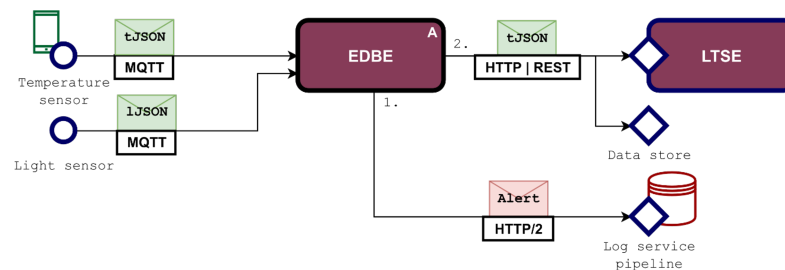 tJSON
MQTT
Temperature
sensor
lJSON
MQTT
Light sensor
EDBE
A
1.
2.
tJSON
HTTP | REST
LTSE
Data store
Alert
HTTP/2
Log service
pipeline